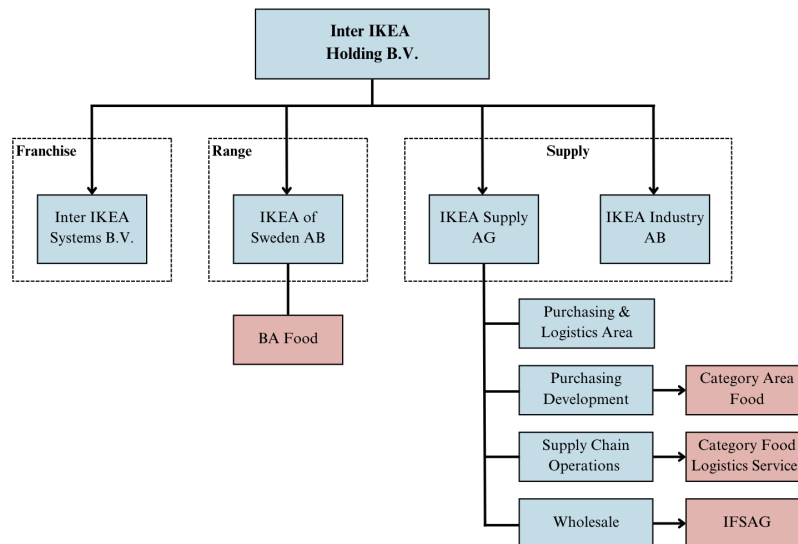 Inter IKEA
Holding B.V.
Franchise
Range
Supply
Inter IKEA
Systems B.V.
IKEA of
Sweden AB
IKEA Supply
AG
IKEA Industry
AB
BA Food
Purchasing &
Logistics Area
Purchasing
Development
Category Area
Food
Supply Chain
Operations
Category Food
Logistics Service
Wholesale
IFSAG